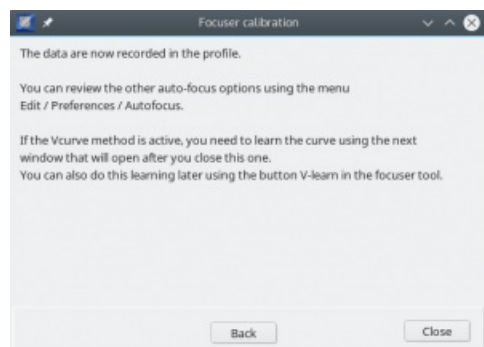 Focuser calibration
The data are now recorded in the profile.
You can review the other auto-focus options using the menu
Edit / Preferences / Autofocus.
If the Vcurve method is active, you need to learn the curve using the next
window that will open after you close this one.
You can also do this learning later using the button V-learn in the focuser tool.
Back
Close